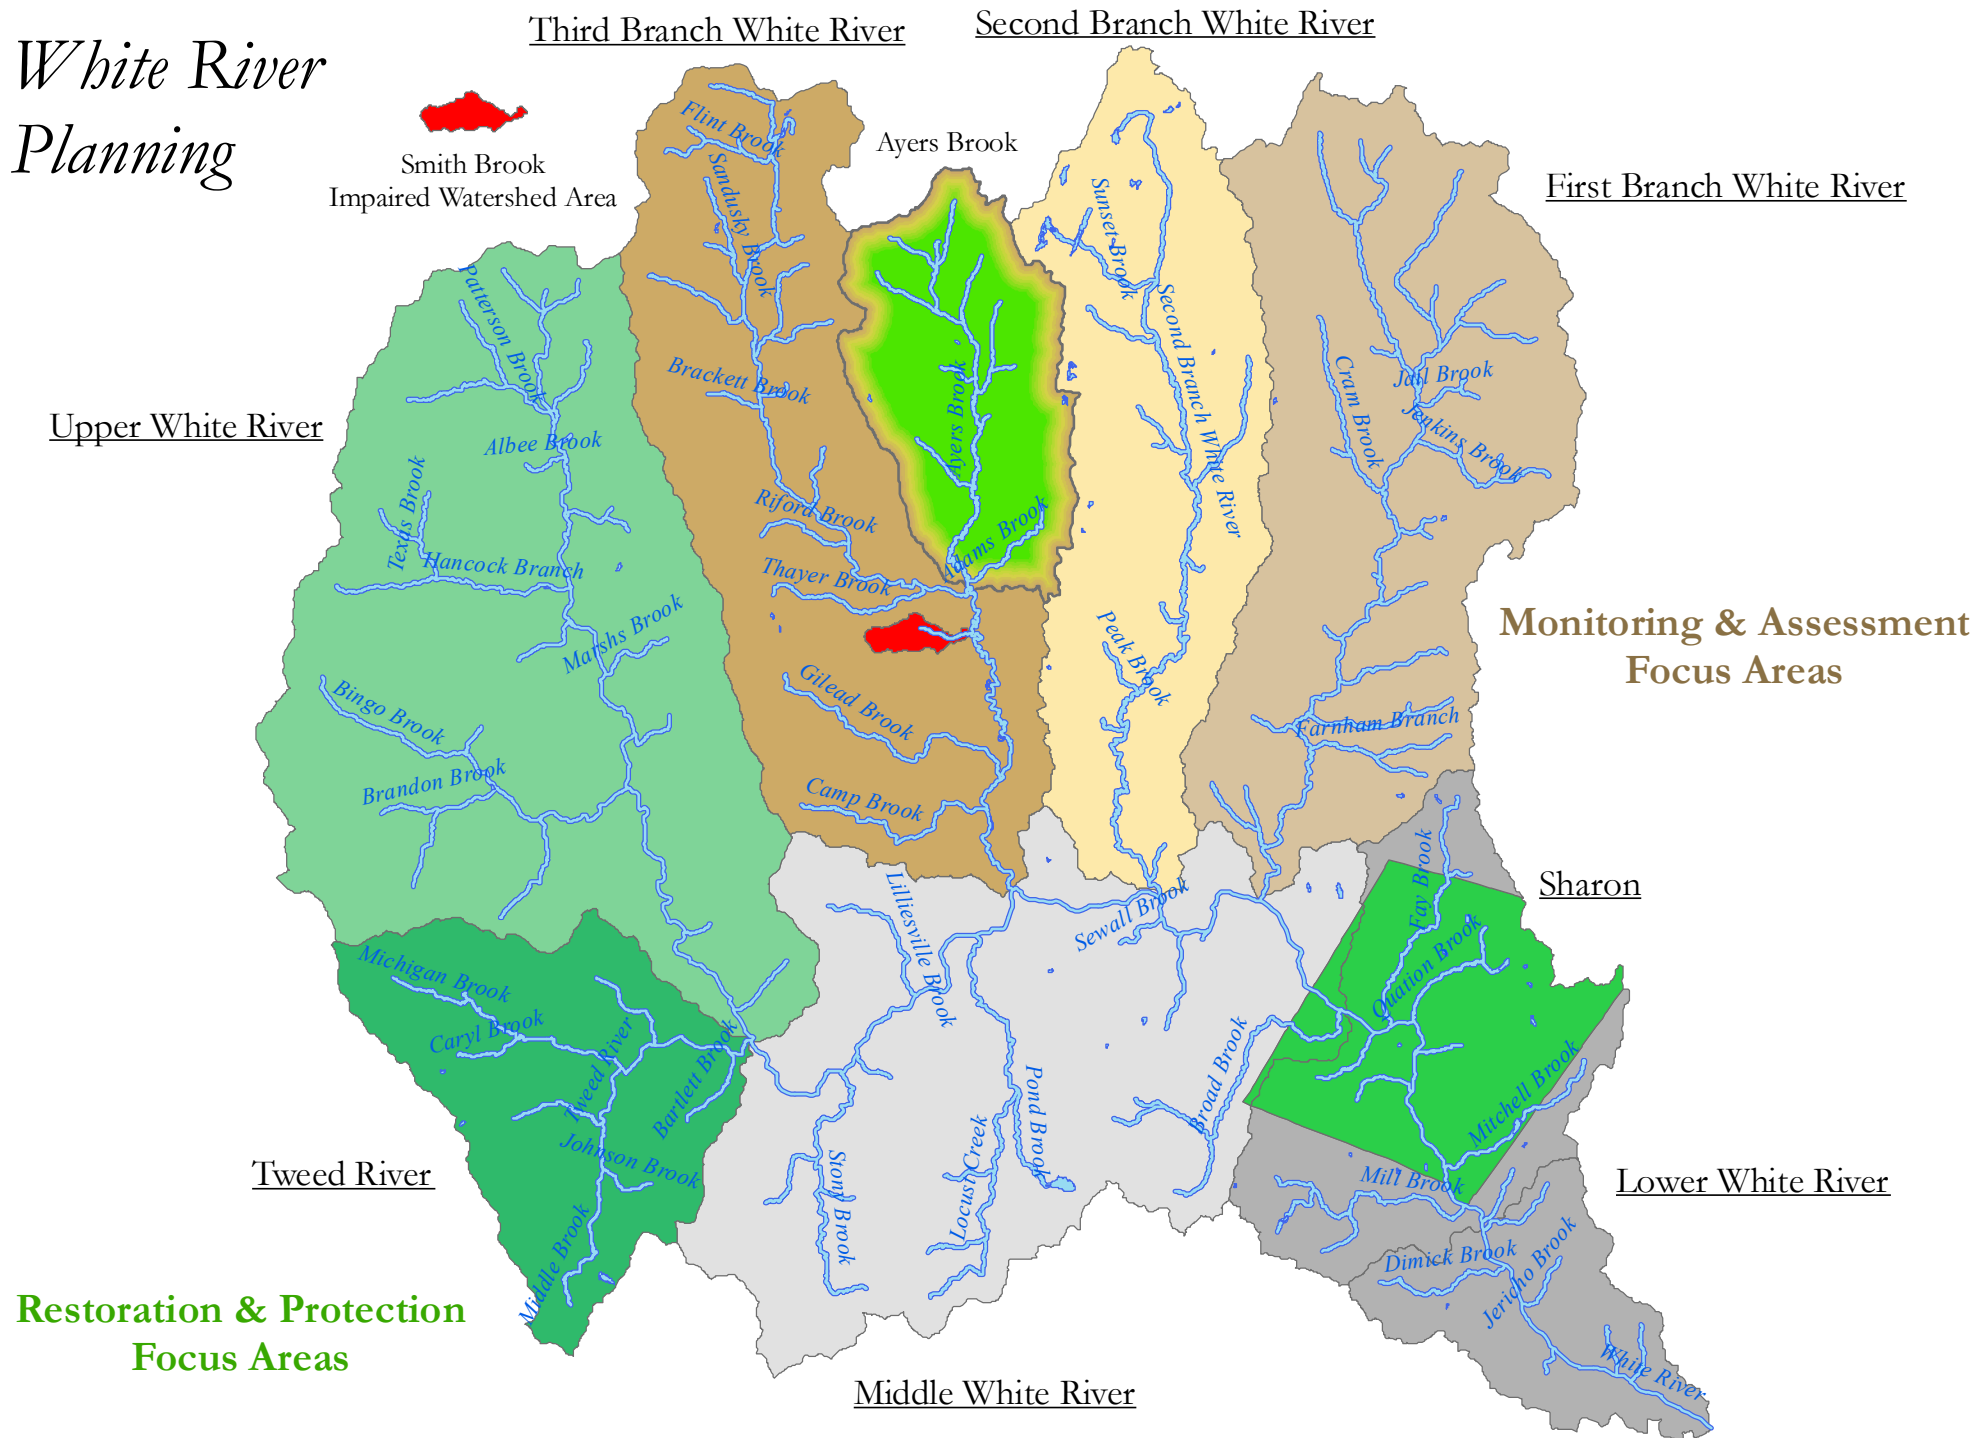 White River
Planning
Third Branch White River
Second Branch White River
First Branch White River
Smith Brook
Impaired Watershed Area
Ayers Brook
Upper White River
Monitoring & Assessment
Focus Areas
Sharon
Tweed River
Lower White River
Restoration & Protection
Focus Areas
Middle White River
Flint Brook
Sandusky Brook
Brackett Brook
Riford Brook
Thayer Brook
Gilead Brook
Camp Brook
Ayers Brook
Adams Brook
Sunset Brook
Second Branch White River
Peak Brook
Cram Brook
Jail Brook
Jenkins Brook
Farnham Branch
Patterson Brook
Albee Brook
Texas Brook
Hancock Branch
Marshs Brook
Bingo Brook
Brandon Brook
Michigan Brook
Caryl Brook
Tweed River
Bartlett Brook
Johnson Brook
Middle Brook
Lilliesville Brook
Sewall Brook
Stony Brook
Locust Creek
Pond Brook
Broad Brook
Fay Brook
Quation Brook
Mitchell Brook
Mill Brook
Dimick Brook
Jericho Brook
White River